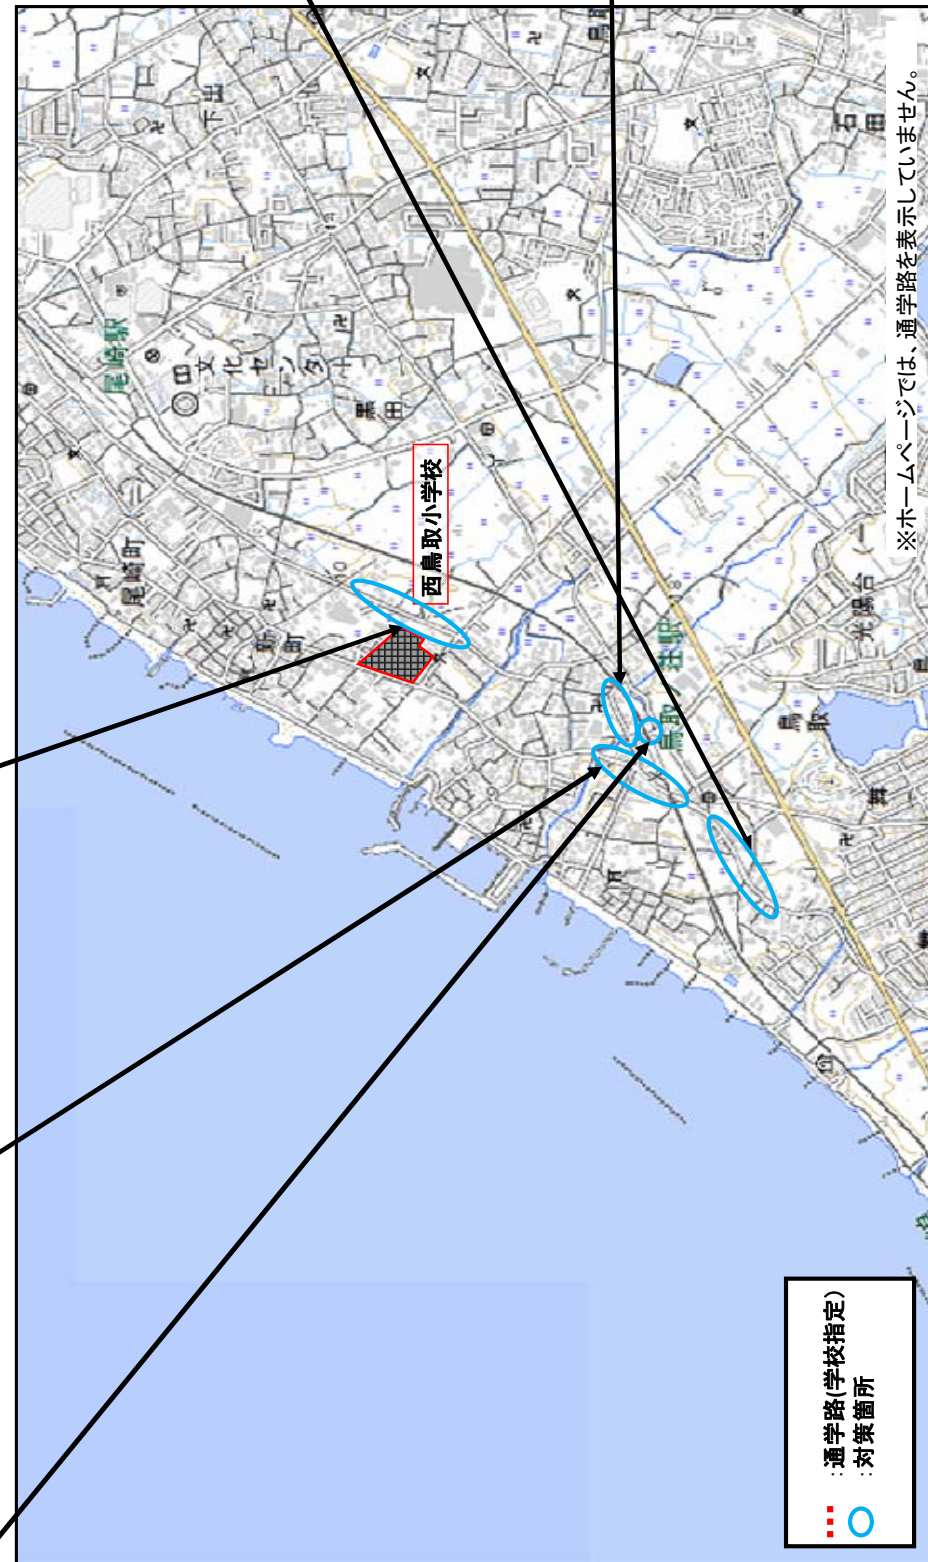 ※ホームページでは、通学路を表示していません。
下出
石田
尾崎駅
文化センター
黒田
西鳥取小学校
尾崎町
新町
鳥取ノ荘駅
光陽台(一)
鳥取
舞
:通学路(学校指定)
:対策箇所